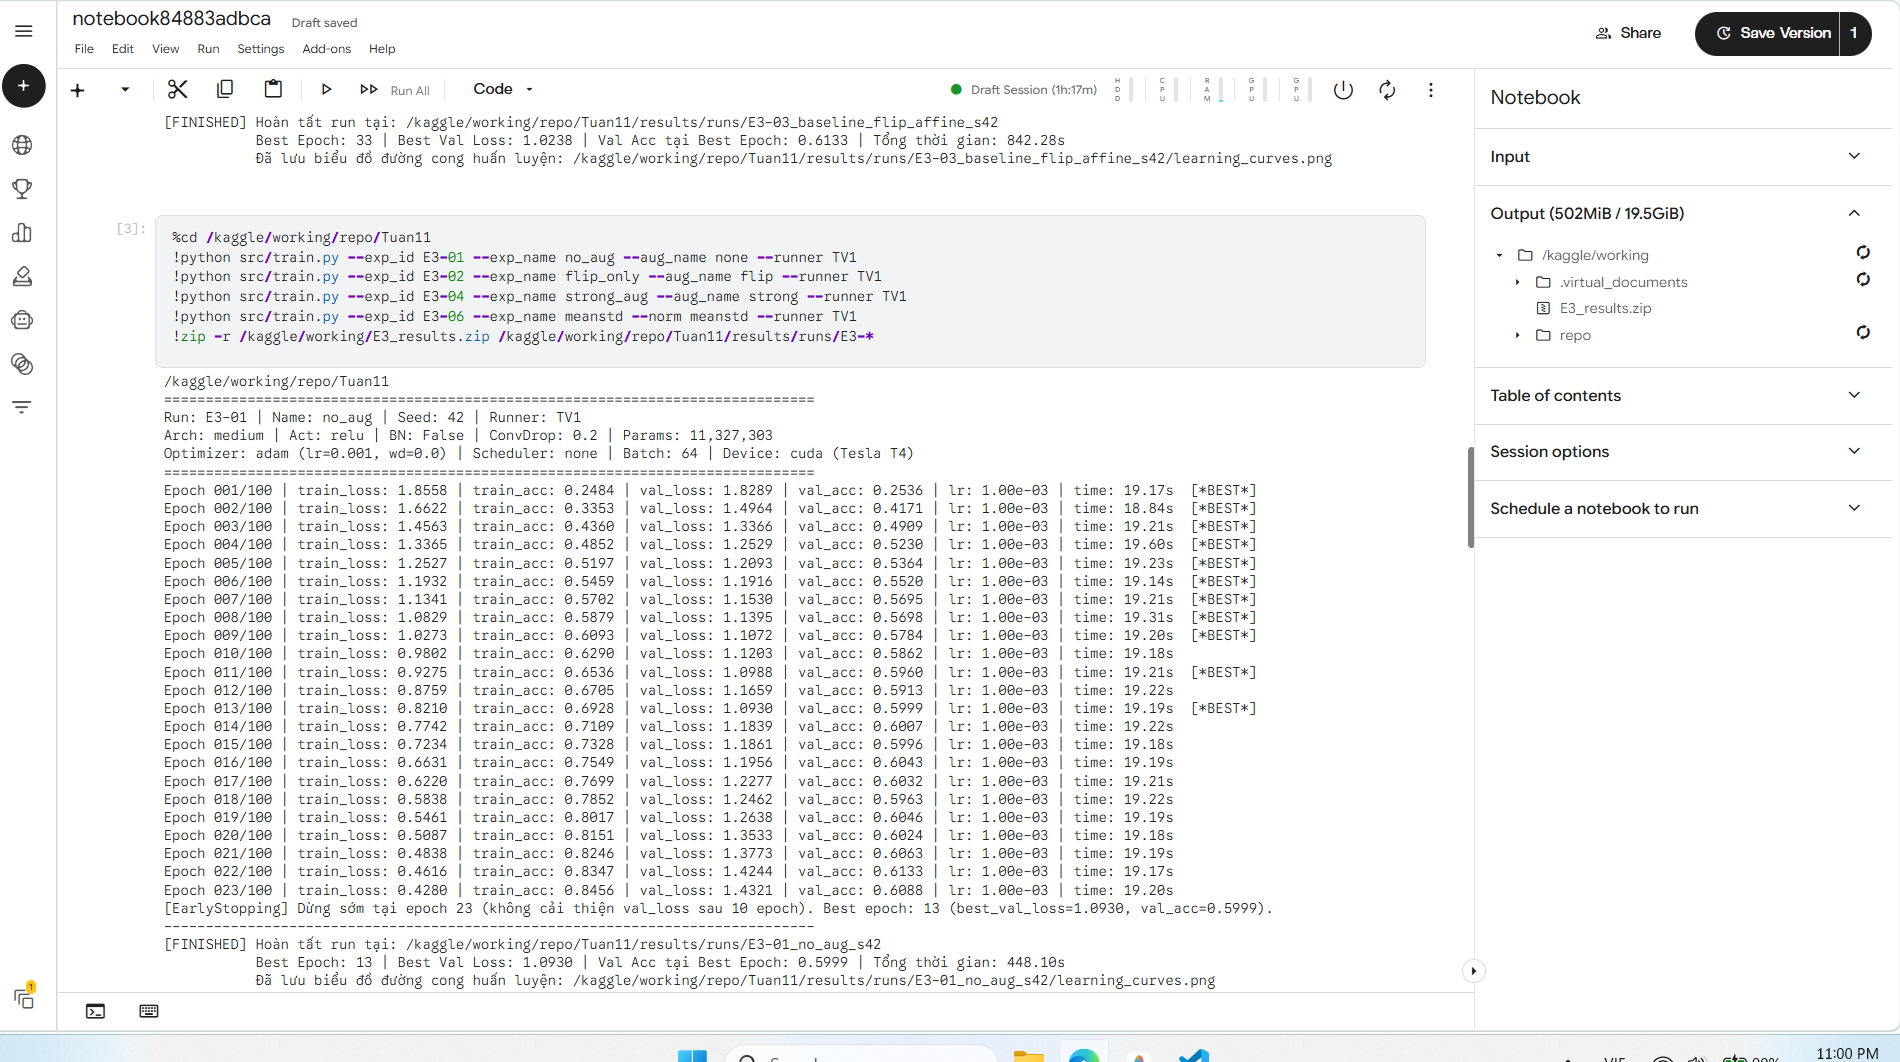 notebook84883adbca
Draft saved
File Edit View Run Settings Add-ons Help
Share
Save Version
1
Run All
Code
Draft Session (1h:17m)
HDD
CPU
RAM
GPU
GPU
[FINISHED] Hoàn tất run tại: /kaggle/working/repo/Tuan11/results/runs/E3-03_baseline_flip_affine_s42
Best Epoch: 33 | Best Val Loss: 1.0238 | Val Acc tại Best Epoch: 0.6133 | Tổng thời gian: 842.28s
Đã lưu biểu đồ đường cong huấn luyện: /kaggle/working/repo/Tuan11/results/runs/E3-03_baseline_flip_affine_s42/learning_curves.png
[3]:
%cd /kaggle/working/repo/Tuan11
!python src/train.py --exp_id E3-01 --exp_name no_aug --aug_name none --runner TV1
!python src/train.py --exp_id E3-02 --exp_name flip_only --aug_name flip --runner TV1
!python src/train.py --exp_id E3-04 --exp_name strong_aug --aug_name strong --runner TV1
!python src/train.py --exp_id E3-06 --exp_name meanstd --norm meanstd --runner TV1
!zip -r /kaggle/working/E3_results.zip /kaggle/working/repo/Tuan11/results/runs/E3-*
/kaggle/working/repo/Tuan11
==============================================================================
Run: E3-01 | Name: no_aug | Seed: 42 | Runner: TV1
Arch: medium | Act: relu | BN: False | ConvDrop: 0.2 | Params: 11,327,303
Optimizer: adam (lr=0.001, wd=0.0) | Scheduler: none | Batch: 64 | Device: cuda (Tesla T4)
==============================================================================
Epoch 001/100 | train_loss: 1.8558 | train_acc: 0.2484 | val_loss: 1.8289 | val_acc: 0.2536 | lr: 1.00e-03 | time: 19.17s [*BEST*]
Epoch 002/100 | train_loss: 1.6622 | train_acc: 0.3353 | val_loss: 1.4964 | val_acc: 0.4171 | lr: 1.00e-03 | time: 18.84s [*BEST*]
Epoch 003/100 | train_loss: 1.4563 | train_acc: 0.4360 | val_loss: 1.3366 | val_acc: 0.4909 | lr: 1.00e-03 | time: 19.21s [*BEST*]
Epoch 004/100 | train_loss: 1.3365 | train_acc: 0.4852 | val_loss: 1.2529 | val_acc: 0.5230 | lr: 1.00e-03 | time: 19.60s [*BEST*]
Epoch 005/100 | train_loss: 1.2527 | train_acc: 0.5197 | val_loss: 1.2093 | val_acc: 0.5364 | lr: 1.00e-03 | time: 19.23s [*BEST*]
Epoch 006/100 | train_loss: 1.1932 | train_acc: 0.5459 | val_loss: 1.1916 | val_acc: 0.5520 | lr: 1.00e-03 | time: 19.14s [*BEST*]
Epoch 007/100 | train_loss: 1.1341 | train_acc: 0.5702 | val_loss: 1.1530 | val_acc: 0.5695 | lr: 1.00e-03 | time: 19.21s [*BEST*]
Epoch 008/100 | train_loss: 1.0829 | train_acc: 0.5879 | val_loss: 1.1395 | val_acc: 0.5698 | lr: 1.00e-03 | time: 19.31s [*BEST*]
Epoch 009/100 | train_loss: 1.0273 | train_acc: 0.6093 | val_loss: 1.1072 | val_acc: 0.5784 | lr: 1.00e-03 | time: 19.20s [*BEST*]
Epoch 010/100 | train_loss: 0.9802 | train_acc: 0.6290 | val_loss: 1.1203 | val_acc: 0.5862 | lr: 1.00e-03 | time: 19.18s
Epoch 011/100 | train_loss: 0.9275 | train_acc: 0.6536 | val_loss: 1.0988 | val_acc: 0.5960 | lr: 1.00e-03 | time: 19.21s [*BEST*]
Epoch 012/100 | train_loss: 0.8759 | train_acc: 0.6705 | val_loss: 1.1659 | val_acc: 0.5913 | lr: 1.00e-03 | time: 19.22s
Epoch 013/100 | train_loss: 0.8210 | train_acc: 0.6928 | val_loss: 1.0930 | val_acc: 0.5999 | lr: 1.00e-03 | time: 19.19s [*BEST*]
Epoch 014/100 | train_loss: 0.7742 | train_acc: 0.7109 | val_loss: 1.1839 | val_acc: 0.6007 | lr: 1.00e-03 | time: 19.22s
Epoch 015/100 | train_loss: 0.7234 | train_acc: 0.7328 | val_loss: 1.1861 | val_acc: 0.5996 | lr: 1.00e-03 | time: 19.18s
Epoch 016/100 | train_loss: 0.6631 | train_acc: 0.7549 | val_loss: 1.1956 | val_acc: 0.6043 | lr: 1.00e-03 | time: 19.19s
Epoch 017/100 | train_loss: 0.6220 | train_acc: 0.7699 | val_loss: 1.2277 | val_acc: 0.6032 | lr: 1.00e-03 | time: 19.21s
Epoch 018/100 | train_loss: 0.5838 | train_acc: 0.7852 | val_loss: 1.2462 | val_acc: 0.5963 | lr: 1.00e-03 | time: 19.22s
Epoch 019/100 | train_loss: 0.5461 | train_acc: 0.8017 | val_loss: 1.2638 | val_acc: 0.6046 | lr: 1.00e-03 | time: 19.19s
Epoch 020/100 | train_loss: 0.5087 | train_acc: 0.8151 | val_loss: 1.3533 | val_acc: 0.6024 | lr: 1.00e-03 | time: 19.18s
Epoch 021/100 | train_loss: 0.4838 | train_acc: 0.8246 | val_loss: 1.3773 | val_acc: 0.6063 | lr: 1.00e-03 | time: 19.19s
Epoch 022/100 | train_loss: 0.4616 | train_acc: 0.8347 | val_loss: 1.4244 | val_acc: 0.6133 | lr: 1.00e-03 | time: 19.17s
Epoch 023/100 | train_loss: 0.4280 | train_acc: 0.8456 | val_loss: 1.4321 | val_acc: 0.6088 | lr: 1.00e-03 | time: 19.20s
[EarlyStopping] Dừng sớm tại epoch 23 (không cải thiện val_loss sau 10 epoch). Best epoch: 13 (best_val_loss=1.0930, val_acc=0.5999).
------------------------------------------------------------------------------
[FINISHED] Hoàn tất run tại: /kaggle/working/repo/Tuan11/results/runs/E3-01_no_aug_s42
Best Epoch: 13 | Best Val Loss: 1.0930 | Val Acc tại Best Epoch: 0.5999 | Tổng thời gian: 448.10s
Đã lưu biểu đồ đường cong huấn luyện: /kaggle/working/repo/Tuan11/results/runs/E3-01_no_aug_s42/learning_curves.png
Notebook
Input
Output (502MiB / 19.5GiB)
/kaggle/working
.virtual_documents
E3_results.zip
repo
Table of contents
Session options
Schedule a notebook to run
1
11:00 PM